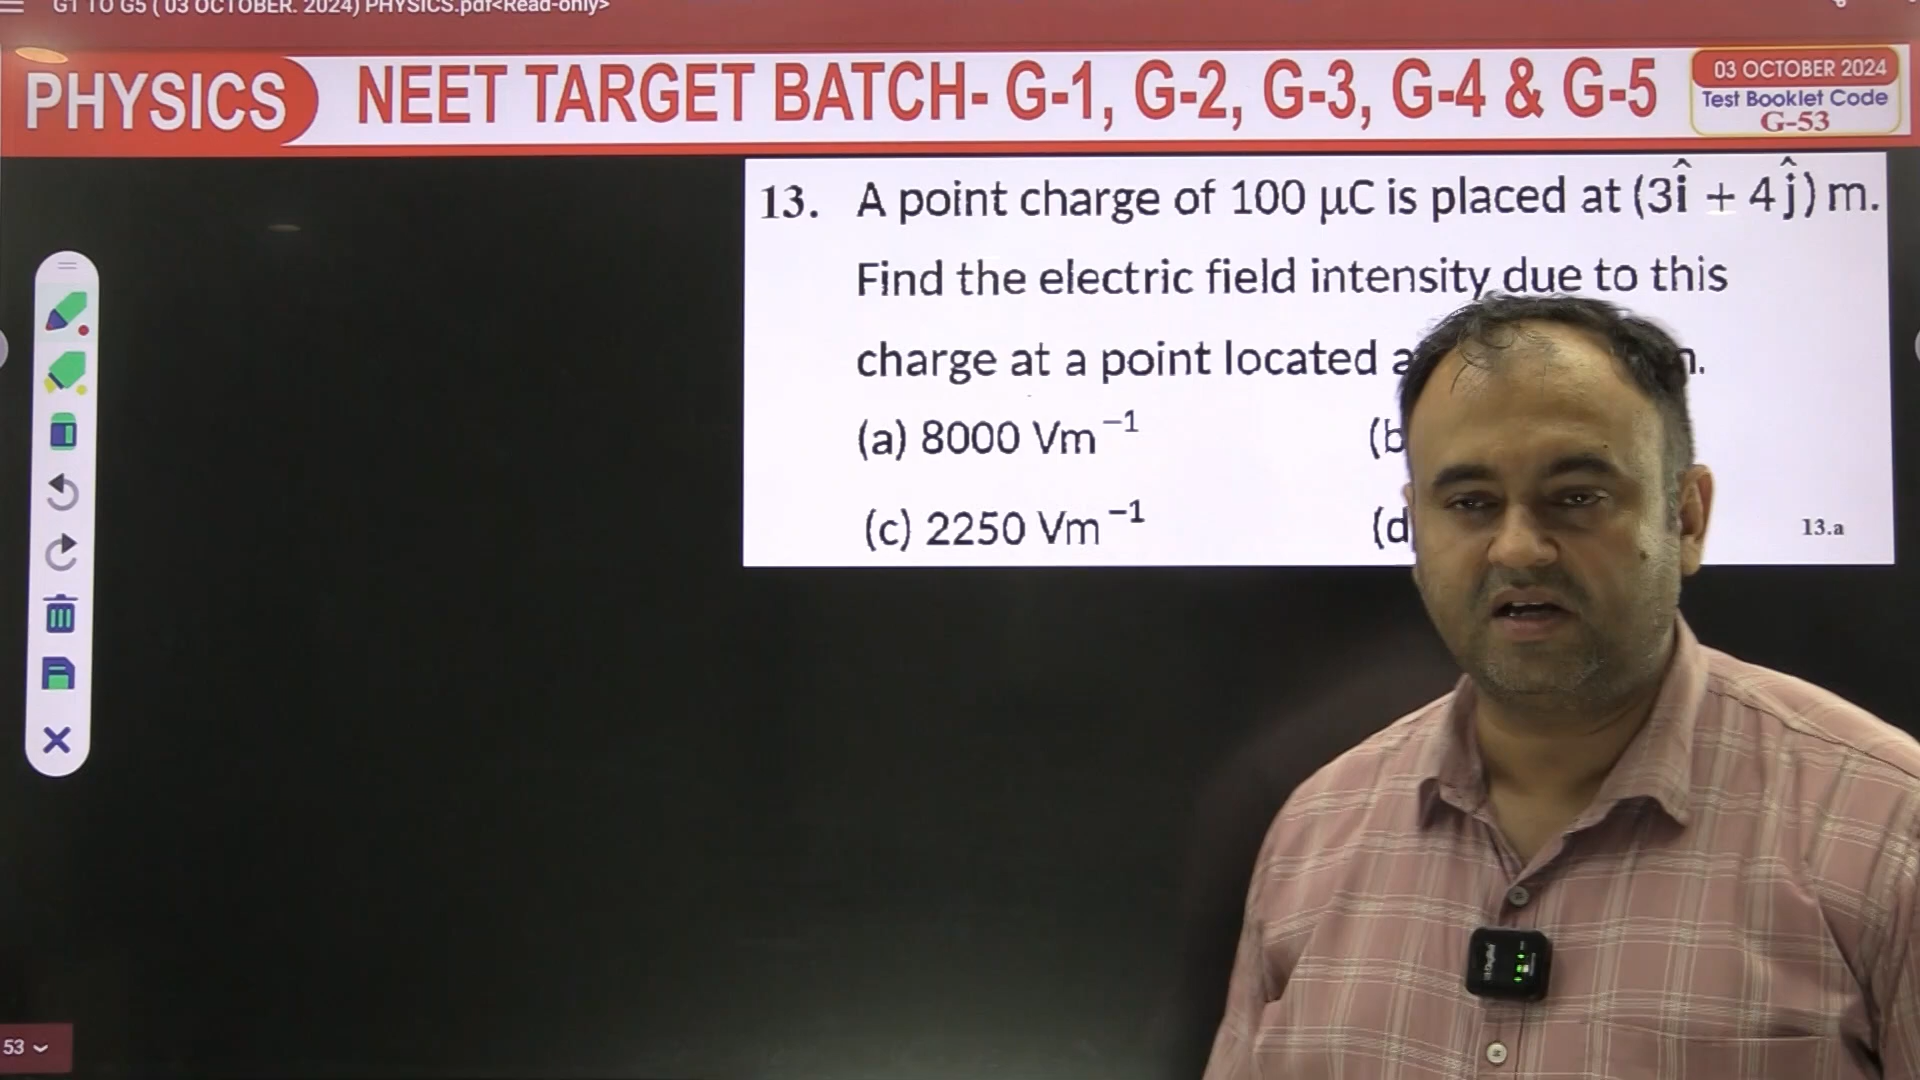 G1 TO G5 ( 03 OCTOBER. 2024) PHYSICS.pdf<Read-only>
PHYSICS
NEET TARGET BATCH- G-1, G-2, G-3, G-4 & G-5
03 OCTOBER 2024
Test Booklet Code
G-53
13. A point charge of 100 μC is placed at (3î + 4ĵ) m.
Find the electric field intensity due to this
charge at a point located
(a) 8000 Vm⁻¹ (b
(c) 2250 Vm⁻¹ (d
13.a
53